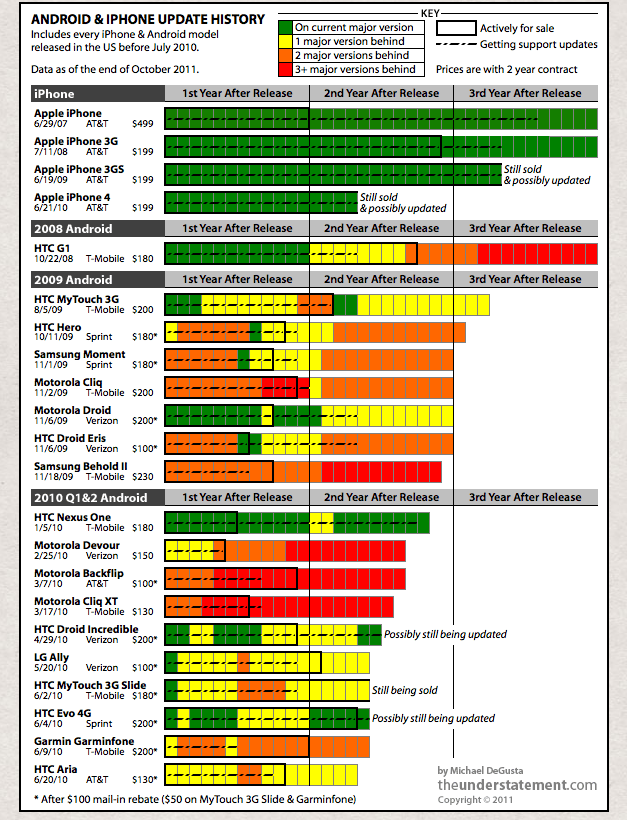 ANDROID & IPHONE UPDATE HISTORY
Includes every iPhone & Android model
released in the US before July 2010.
Data as of the end of October 2011.
KEY
On current major version
1 major version behind
2 major versions behind
3+ major versions behind
Actively for sale
Getting support updates
Prices are with 2 year contract
iPhone 1st Year After Release 2nd Year After Release 3rd Year After Release
Apple iPhone
6/29/07 AT&T $499
Apple iPhone 3G
7/11/08 AT&T $199
Apple iPhone 3GS
6/19/09 AT&T $199
Still sold
& possibly updated
Apple iPhone 4
6/21/10 AT&T $199
Still sold
& possibly updated
2008 Android 1st Year After Release 2nd Year After Release 3rd Year After Release
HTC G1
10/22/08 T-Mobile $180
2009 Android 1st Year After Release 2nd Year After Release 3rd Year After Release
HTC MyTouch 3G
8/5/09 T-Mobile $200
HTC Hero
10/11/09 Sprint $180*
Samsung Moment
11/1/09 Sprint $180*
Motorola Cliq
11/2/09 T-Mobile $200
Motorola Droid
11/6/09 Verizon $200*
HTC Droid Eris
11/6/09 Verizon $100*
Samsung Behold II
11/18/09 T-Mobile $230
2010 Q1&2 Android 1st Year After Release 2nd Year After Release 3rd Year After Release
HTC Nexus One
1/5/10 T-Mobile $180
Motorola Devour
2/25/10 Verizon $150
Motorola Backflip
3/7/10 AT&T $100*
Motorola Cliq XT
3/17/10 T-Mobile $130
HTC Droid Incredible
4/29/10 Verizon $200*
Possibly still being updated
LG Ally
5/20/10 Verizon $100*
HTC MyTouch 3G Slide
6/2/10 T-Mobile $180*
Still being sold
HTC Evo 4G
6/4/10 Sprint $200*
Possibly still being updated
Garmin Garminfone
6/9/10 T-Mobile $200*
HTC Aria
6/20/10 AT&T $130*
* After $100 mail-in rebate ($50 on MyTouch 3G Slide & Garminfone)
by Michael DeGusta
theunderstatement.com
Copyright © 2011